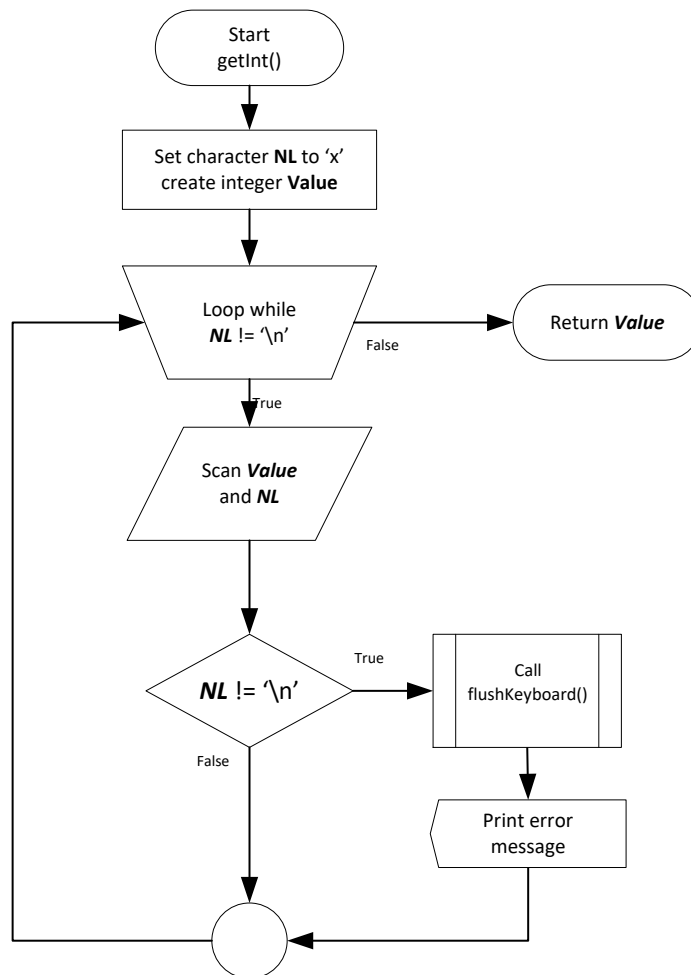 Start
getInt()
Set character NL to ‘x’
create integer Value
Loop while
NL != ‘\n’
False
Return Value
True
Scan Value
and NL
NL != ‘\n’
True
Call
flushKeyboard()
False
Print error
message